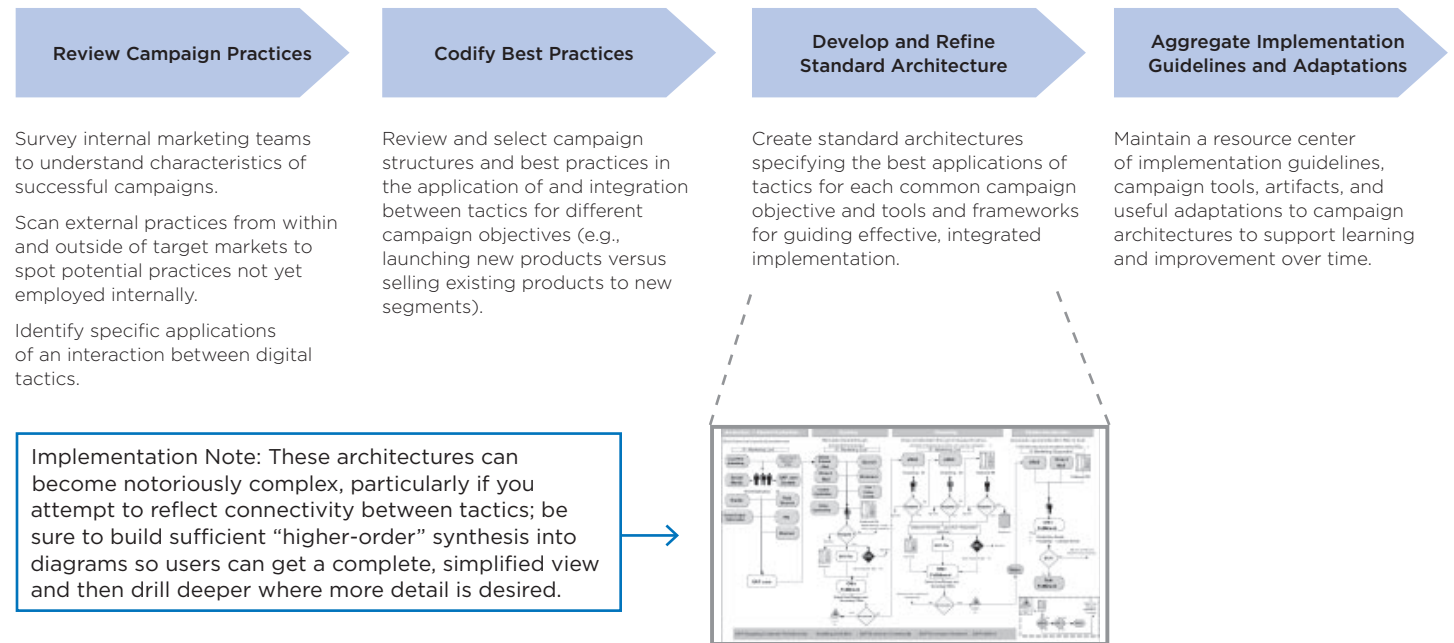 Review Campaign Practices
Codify Best Practices
Develop and Refine
Standard Architecture
Aggregate Implementation
Guidelines and Adaptations
Survey internal marketing teams
to understand characteristics of
successful campaigns.
Scan external practices from within
and outside of target markets to
spot potential practices not yet
employed internally.
Identify specific applications
of an interaction between digital
tactics.
Review and select campaign
structures and best practices in
the application of and integration
between tactics for different
campaign objectives (e.g.,
launching new products versus
selling existing products to new
segments).
Create standard architectures
specifying the best applications of
tactics for each common campaign
objective and tools and frameworks
for guiding effective, integrated
implementation.
Maintain a resource center
of implementation guidelines,
campaign tools, artifacts, and
useful adaptations to campaign
architectures to support learning
and improvement over time.
Implementation Note: These architectures can
become notoriously complex, particularly if you
attempt to reflect connectivity between tactics; be
sure to build sufficient “higher-order” synthesis into
diagrams so users can get a complete, simplified view
and then drill deeper where more detail is desired.